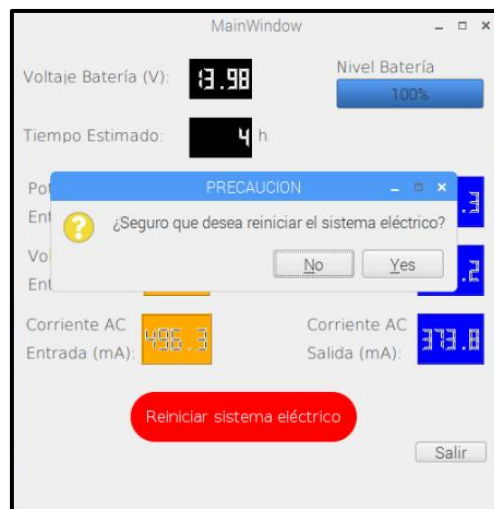 MainWindow
Voltaje Batería (V): 13.98
Nivel Batería
100%
Tiempo Estimado: 4 h
PRECAUCION
¿Seguro que desea reiniciar el sistema eléctrico?
No Yes
Corriente AC
Entrada (mA): 496.3
Corriente AC
Salida (mA): 373.8
Reiniciar sistema eléctrico
Salir